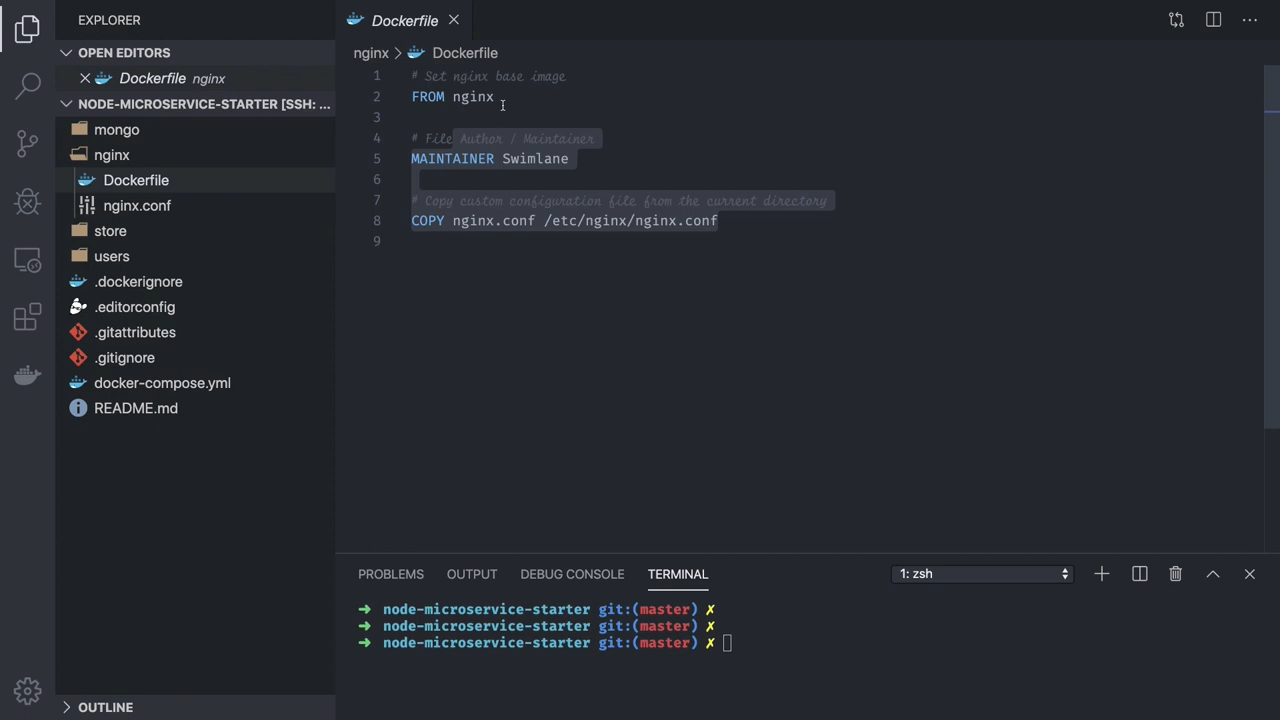 EXPLORER
OPEN EDITORS
Dockerfile nginx
NODE-MICROSERVICE-STARTER [SSH: ...
mongo
nginx
Dockerfile
nginx.conf
store
users
.dockerignore
.editorconfig
.gitattributes
.gitignore
docker-compose.yml
README.md
OUTLINE
Dockerfile
nginx > Dockerfile
1 # Set nginx base image
2 FROM nginx
3
4 # File Author / Maintainer
5 MAINTAINER Swimlane
6
7 # Copy custom configuration file from the current directory
8 COPY nginx.conf /etc/nginx/nginx.conf
9
PROBLEMS OUTPUT DEBUG CONSOLE TERMINAL 1: zsh
➜ node-microservice-starter git:(master) ✗
➜ node-microservice-starter git:(master) ✗
➜ node-microservice-starter git:(master) ✗